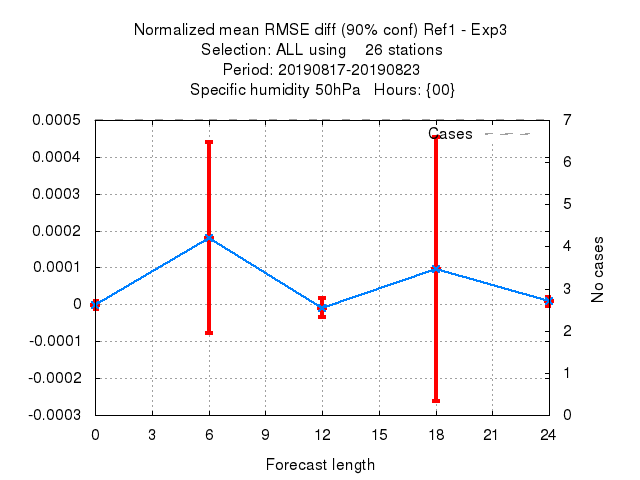 Normalized mean RMSE diff (90% conf) Ref1 - Exp3
Selection: ALL using    26 stations
Period: 20190817-20190823
Specific humidity 50hPa   Hours: {00}
Cases
0.0005
0.0004
0.0003
0.0002
0.0001
0
-0.0001
-0.0002
-0.0003
7
6
5
4
3
2
1
0
No cases
0 3 6 9 12 15 18 21 24
Forecast length